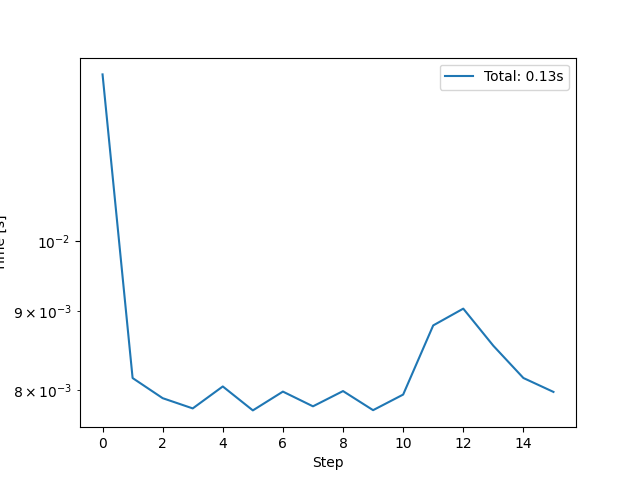 Total: 0.13s
Time [s]
10⁻²
9 × 10⁻³
8 × 10⁻³
0 2 4 6 8 10 12 14
Step